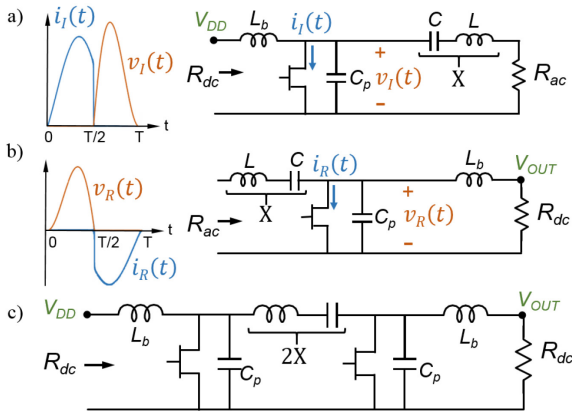 a) i_I(t) v_I(t) 0 T/2 T t
V_DD L_b i_I(t) C L
R_dc C_p + v_I(t) − X R_ac
b) v_R(t) 0 T/2 T t i_R(t)
L C i_R(t) L_b V_OUT
X R_ac C_p + v_R(t) − R_dc
c) V_DD L_b 2X L_b V_OUT
R_dc C_p C_p R_dc